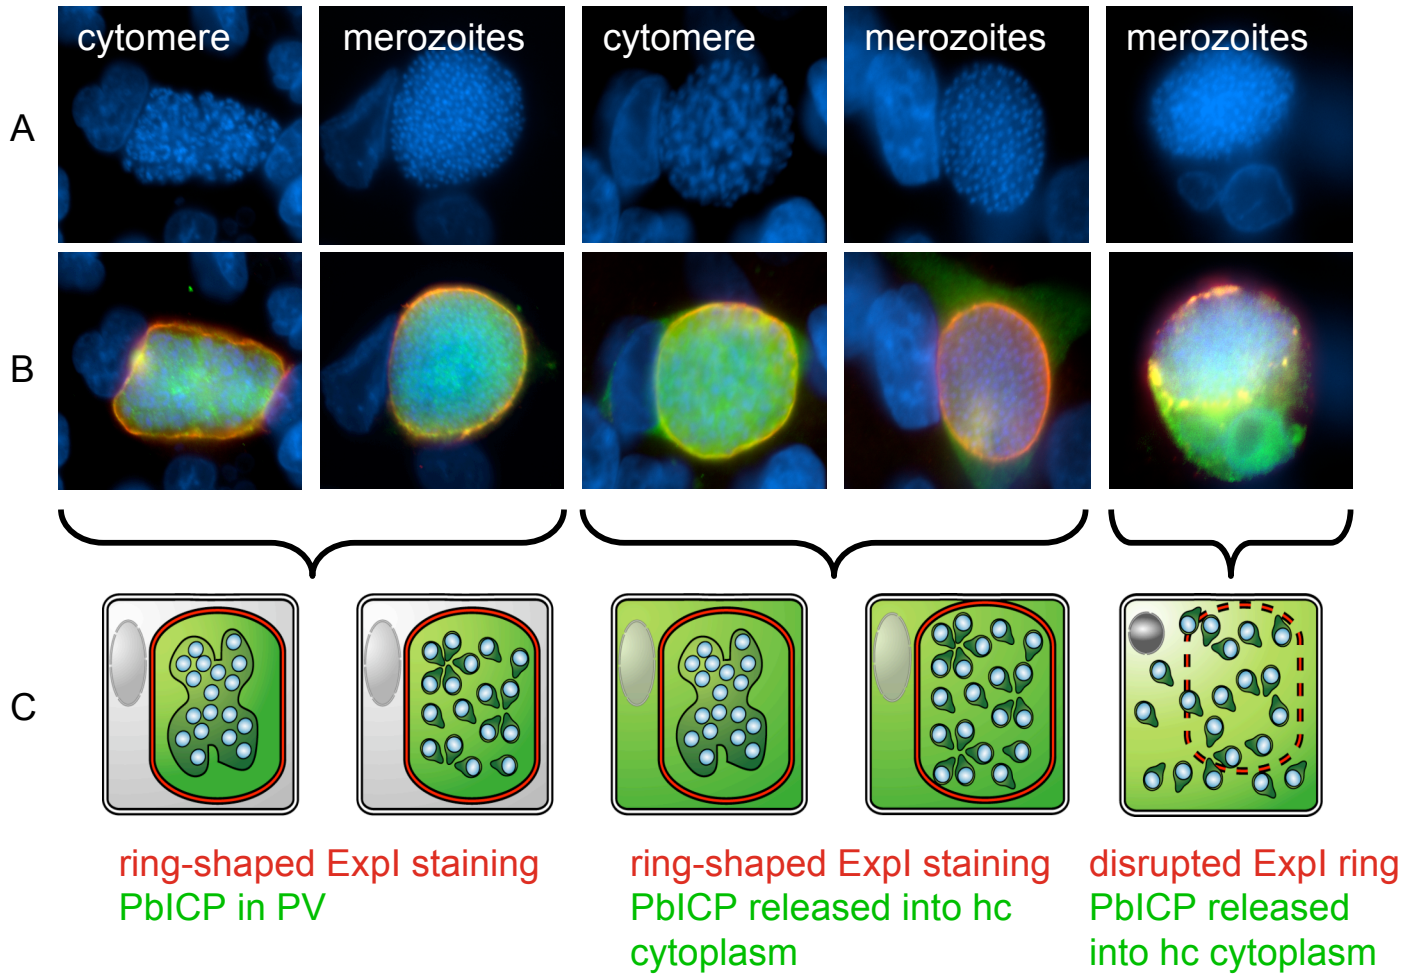 cytomere
merozoites
cytomere
merozoites
merozoites
A
B
C
ring-shaped ExpI staining
PbICP in PV
ring-shaped ExpI staining
PbICP released into hc
cytoplasm
disrupted ExpI ring
PbICP released
into hc cytoplasm